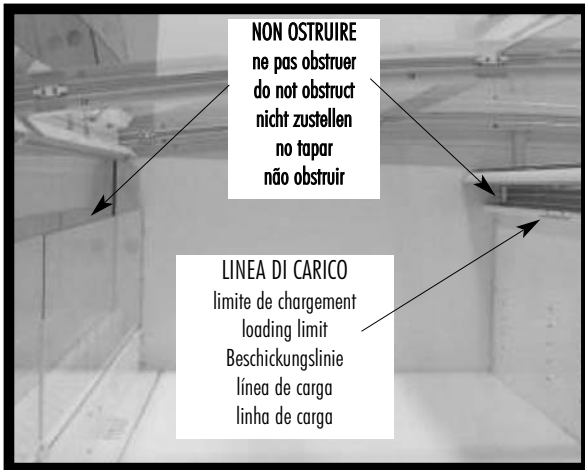 NON OSTRUIRE
ne pas obstruer
do not obstruct
nicht zustellen
no tapar
não obstruir
LINEA DI CARICO
limite de chargement
loading limit
Beschickungslinie
línea de carga
linha de carga